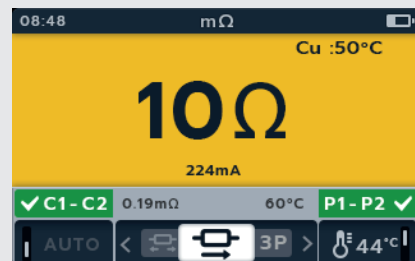 08:48 mΩ
Cu :50°C
10Ω
224mA
✓ C1-C2 0.19mΩ 60°C P1-P2 ✓
AUTO < 3P > 44°C